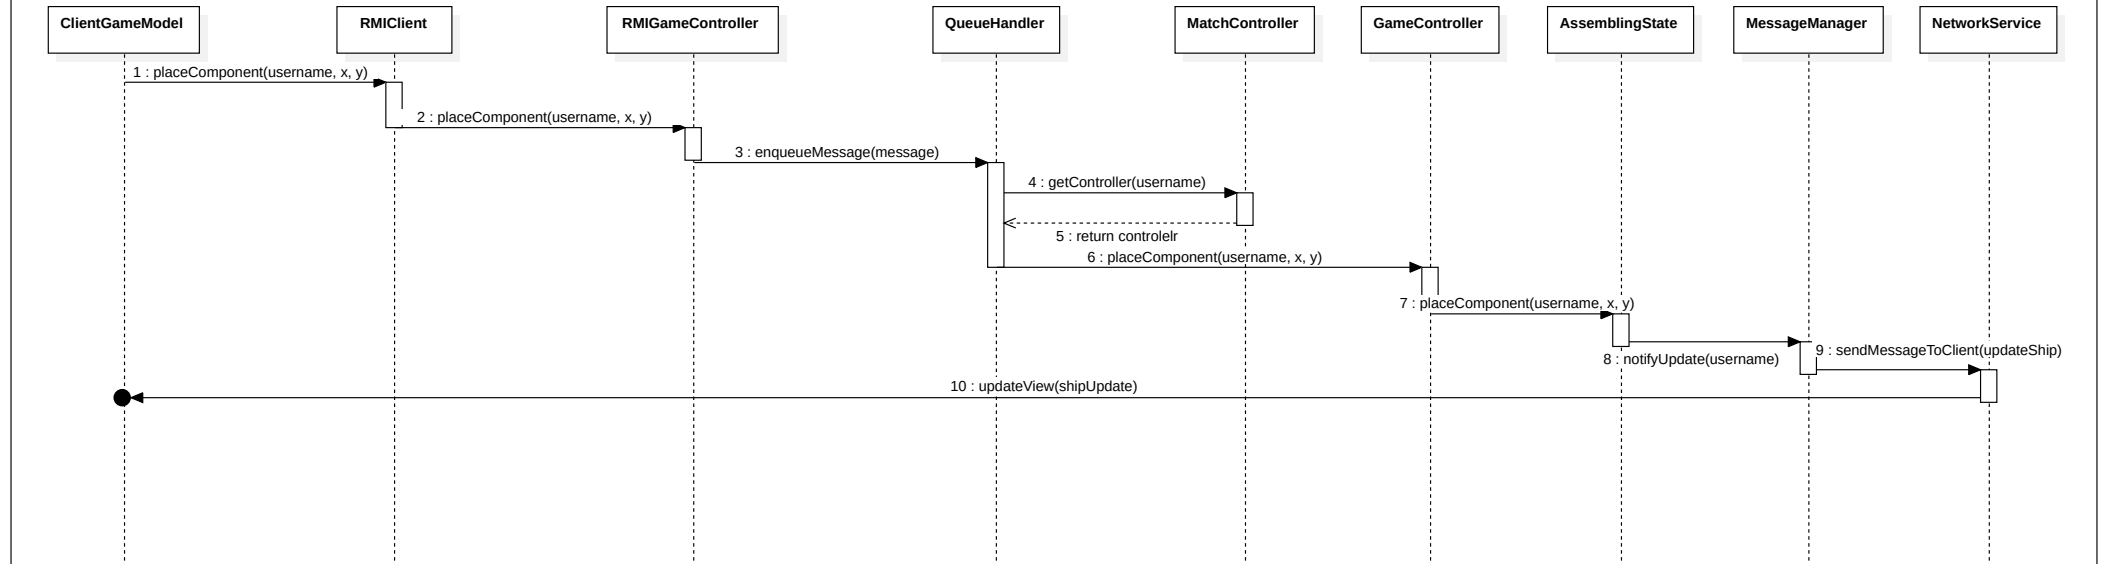 ClientGameModel
RMIClient
RMIGameController
QueueHandler
MatchController
GameController
AssemblingState
MessageManager
NetworkService
1 : placeComponent(username, x, y)
2 : placeComponent(username, x, y)
3 : enqueueMessage(message)
4 : getController(username)
5 : return controlelr
6 : placeComponent(username, x, y)
7 : placeComponent(username, x, y)
8 : notifyUpdate(username)
9 : sendMessageToClient(updateShip)
10 : updateView(shipUpdate)